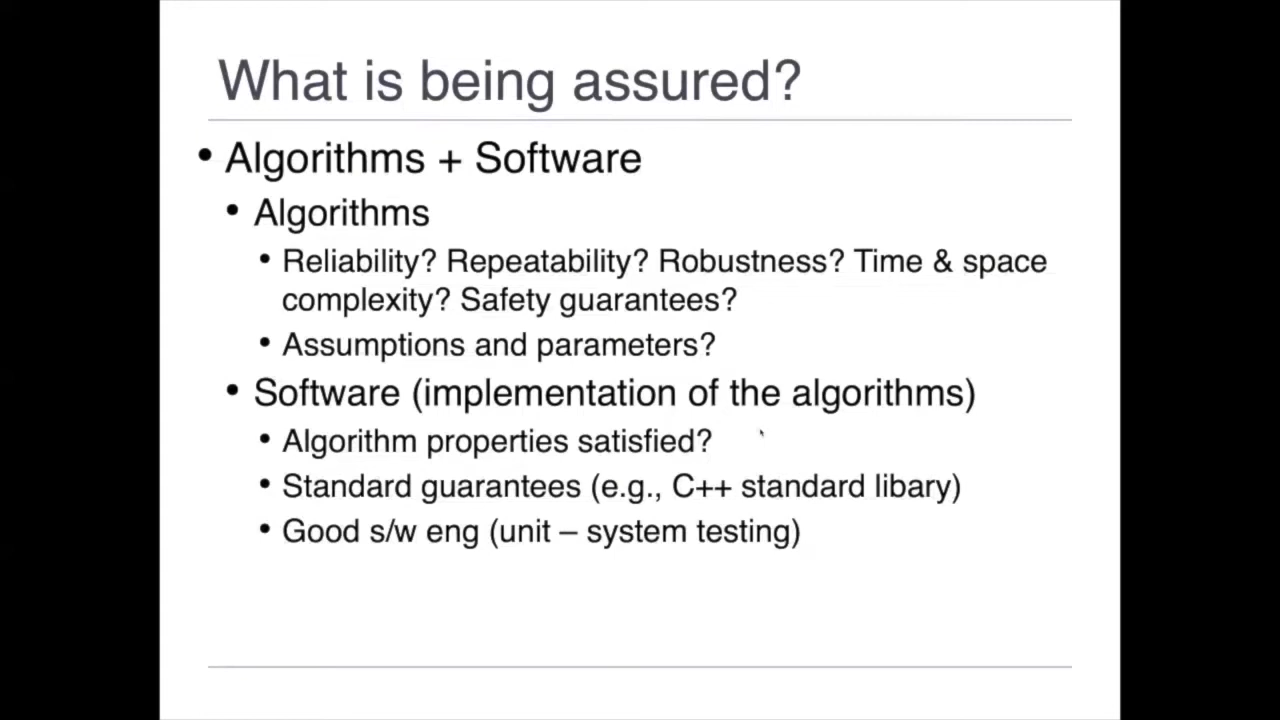 What is being assured?
• Algorithms + Software
• Algorithms
• Reliability? Repeatability? Robustness? Time & space
complexity? Safety guarantees?
• Assumptions and parameters?
• Software (implementation of the algorithms)
• Algorithm properties satisfied?
• Standard guarantees (e.g., C++ standard libary)
• Good s/w eng (unit – system testing)